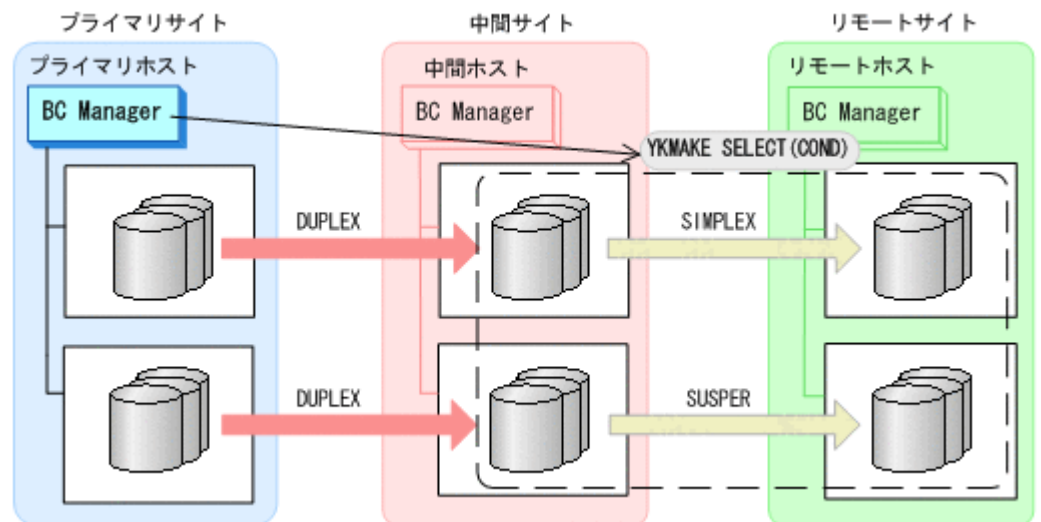 プライマリサイト
中間サイト
リモートサイト
プライマリホスト
中間ホスト
リモートホスト
BC Manager
BC Manager
BC Manager
YKMAKE SELECT(COND)
DUPLEX
SIMPLEX
DUPLEX
SUSPER